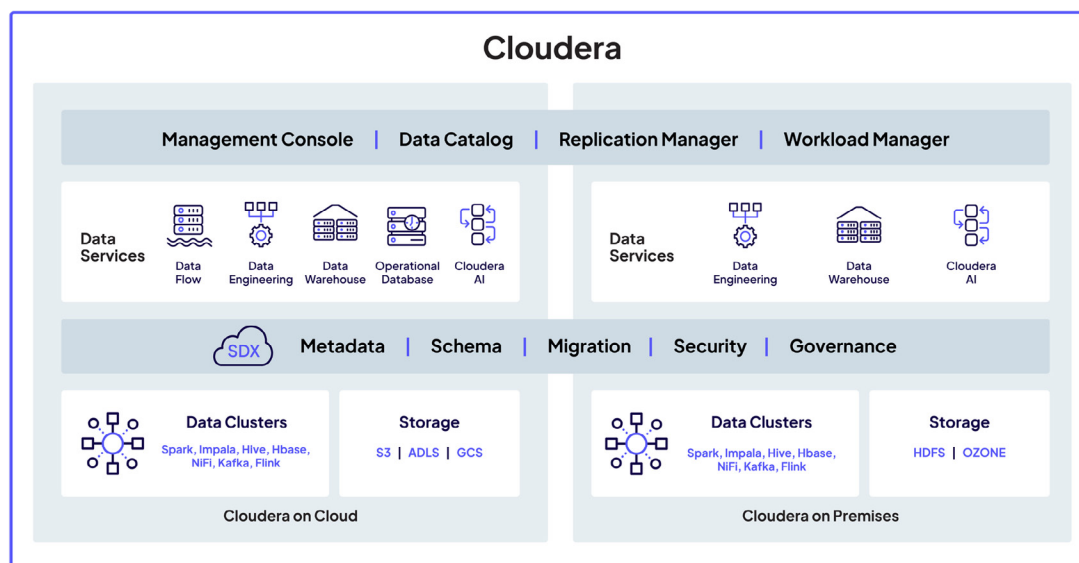 Cloudera
Management Console | Data Catalog | Replication Manager | Workload Manager
Data
Services
Data
Flow
Data
Engineering
Data
Warehouse
Operational
Database
Cloudera
AI
Data
Services
Data
Engineering
Data
Warehouse
Cloudera
AI
SDX Metadata | Schema | Migration | Security | Governance
Data Clusters
Spark, Impala, HIve, Hbase,
NiFi, Kafka, Flink
Storage
S3 | ADLS | GCS
Cloudera on Cloud
Data Clusters
Spark, Impala, Hive, Hbase,
NiFi, Kafka, Flink
Storage
HDFS | OZONE
Cloudera on Premises